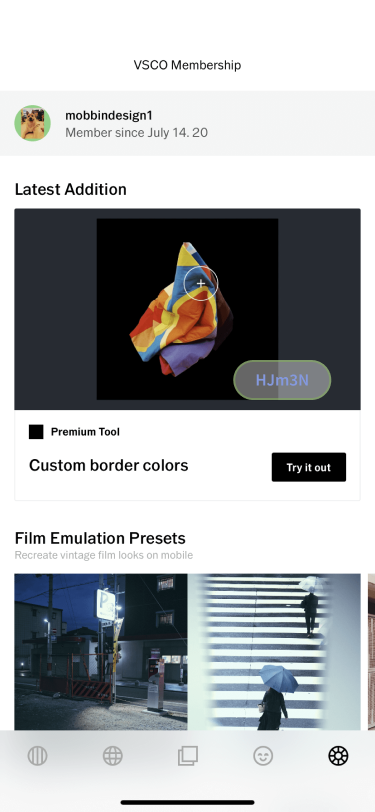 VSCO Membership
mobbindesign1
Member since July 14. 20
Latest Addition
HJm3N
Premium Tool
Custom border colors
Try it out
Film Emulation Presets
Recreate vintage film looks on mobile